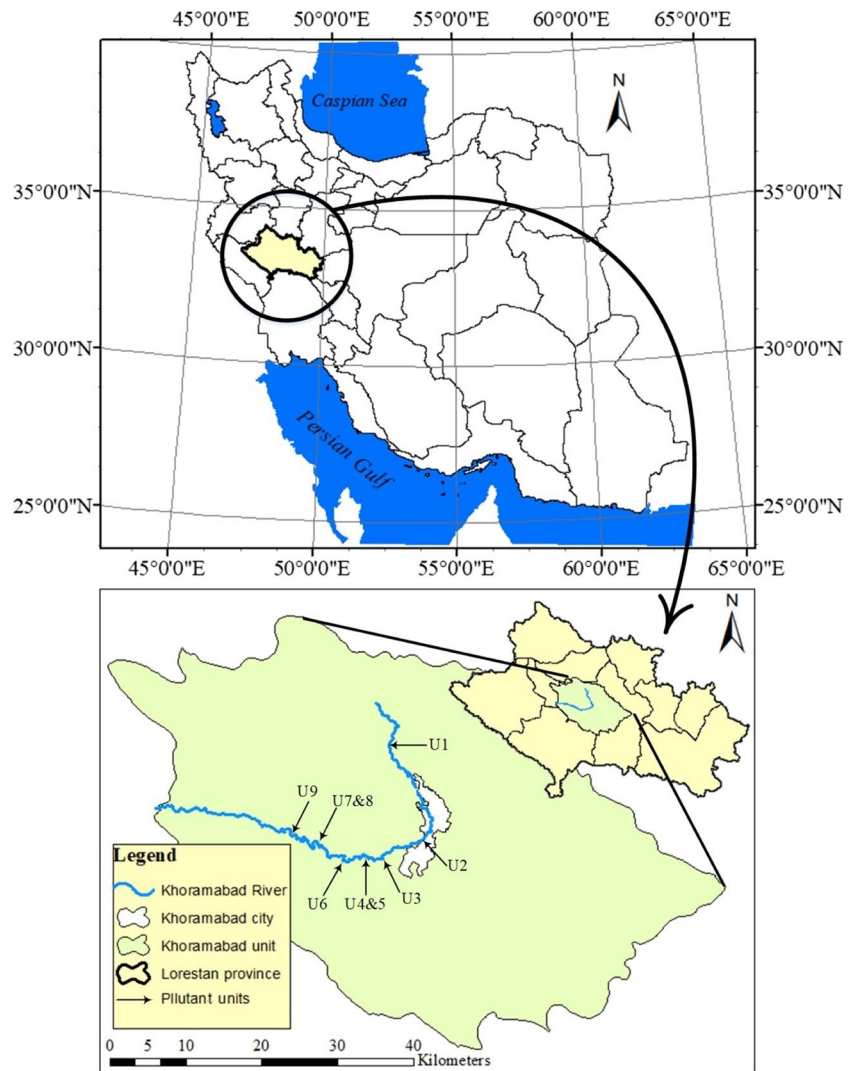 45°0'0"E 50°0'0"E 55°0'0"E 60°0'0"E 65°0'0"E
Caspian Sea
N
35°0'0"N 35°0'0"N
30°0'0"N 30°0'0"N
Persian Gulf
25°0'0"N 25°0'0"N
45°0'0"E 50°0'0"E 55°0'0"E 60°0'0"E 65°0'0"E
N
U1
U9
U7&8
U2
U6 U4&5 U3
Legend
Khoramabad River
Khoramabad city
Khoramabad unit
Lorestan province
Pllutant units
0 5 10 20 30 40
Kilometers